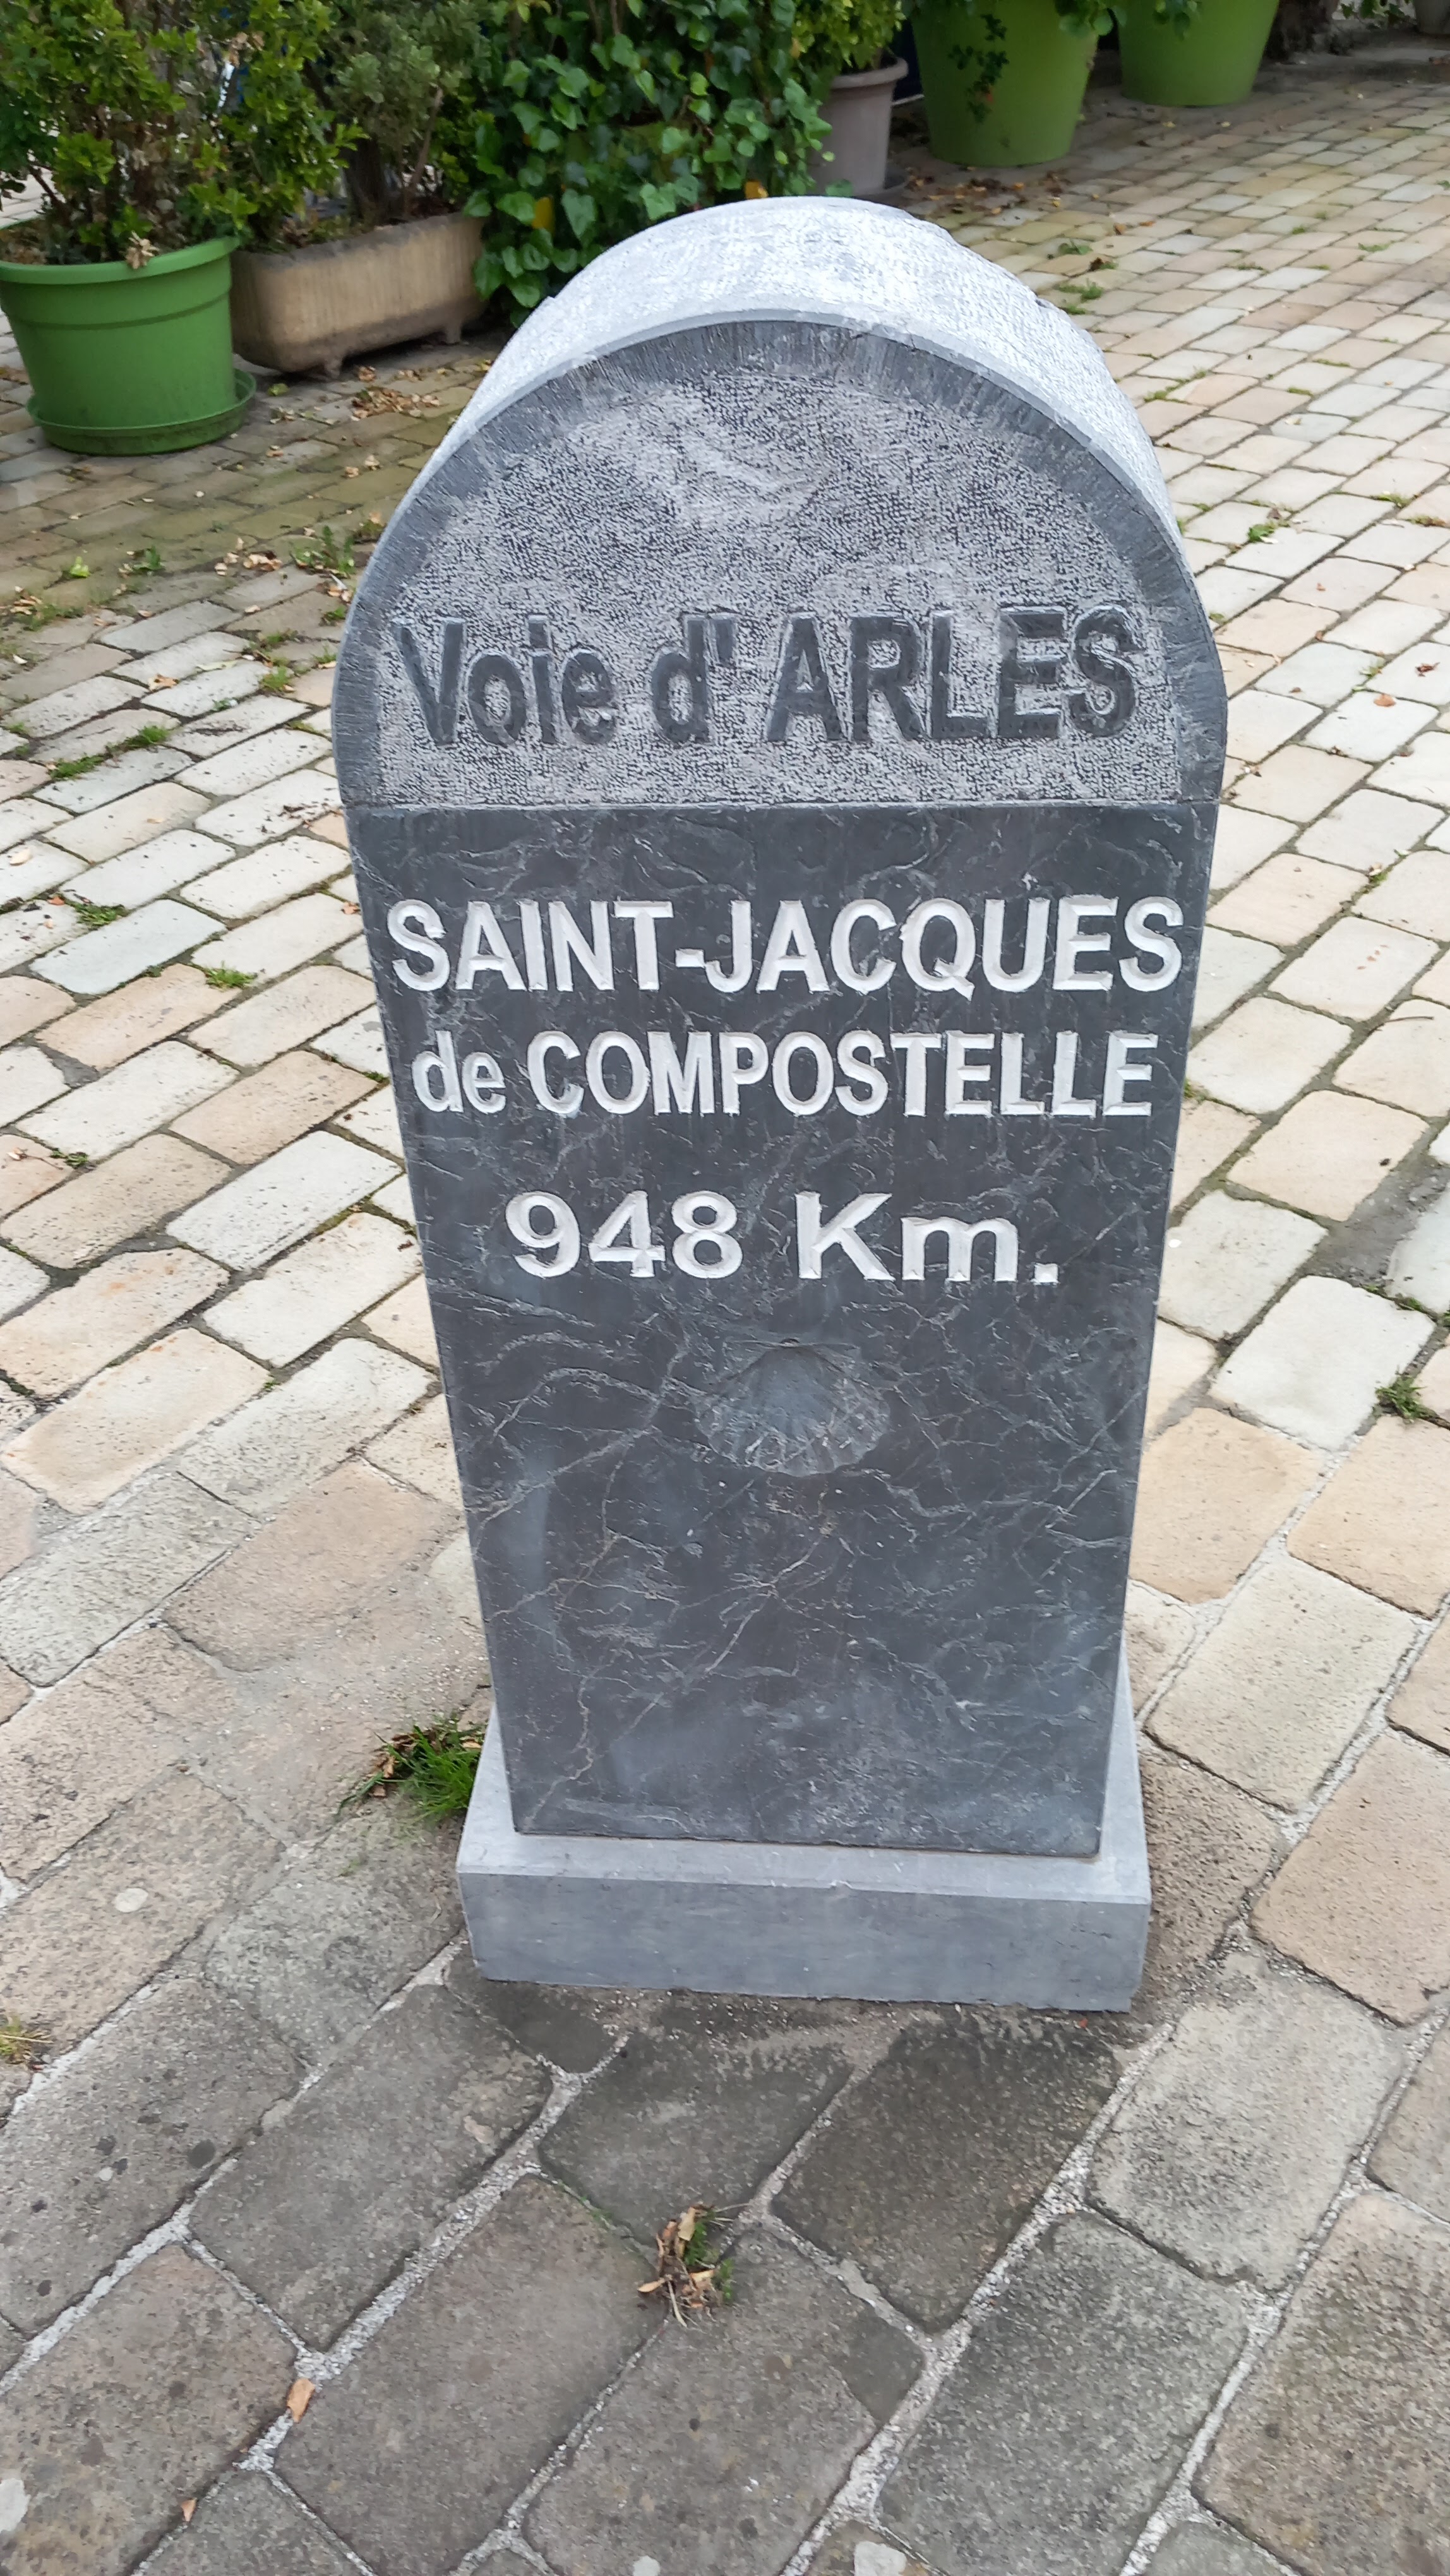 Voie d'ARLES
SAINT-JACQUES
de COMPOSTELLE
948 Km.